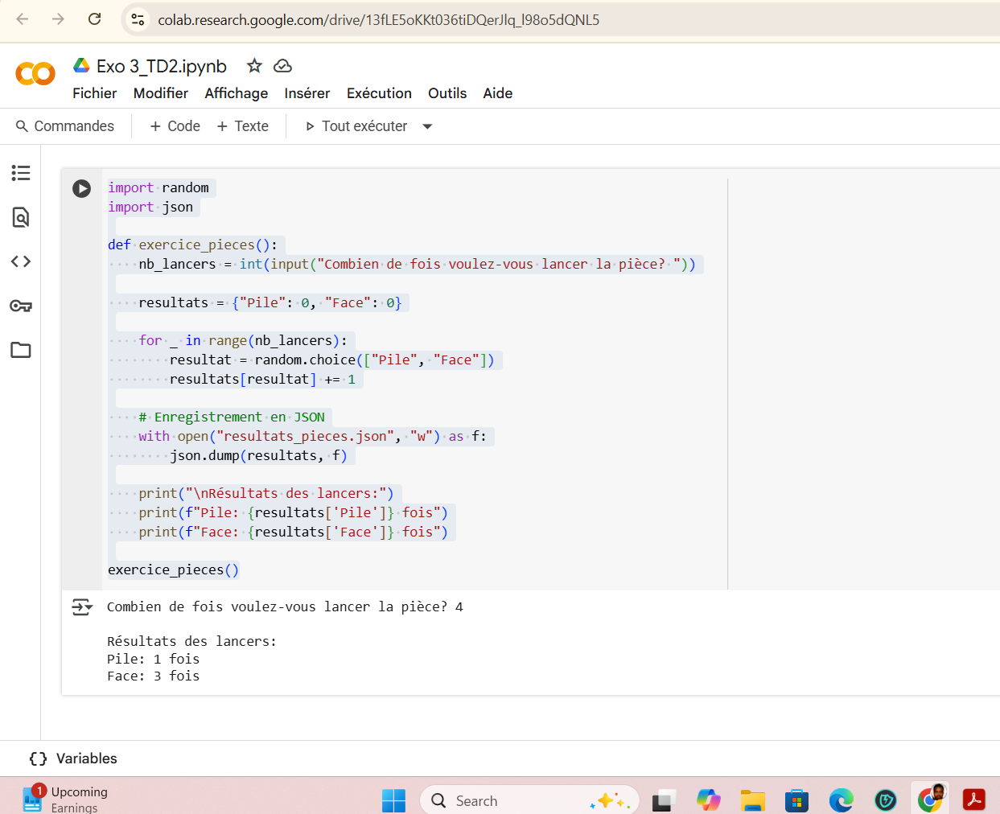 colab.research.google.com/drive/13fLE5oKKt036tiDQerJlq_l98o5dQNL5
Exo 3_TD2.ipynb
Fichier Modifier Affichage Insérer Exécution Outils Aide
Commandes + Code + Texte Tout exécuter
import random
import json
def exercice_pieces():
    nb_lancers = int(input("Combien de fois voulez-vous lancer la pièce? "))
    resultats = {"Pile": 0, "Face": 0}
    for _ in range(nb_lancers):
        resultat = random.choice(["Pile", "Face"])
        resultats[resultat] += 1
    # Enregistrement en JSON
    with open("resultats_pieces.json", "w") as f:
        json.dump(resultats, f)
    print("\nRésultats des lancers:")
    print(f"Pile: {resultats['Pile']} fois")
    print(f"Face: {resultats['Face']} fois")
exercice_pieces()
Combien de fois voulez-vous lancer la pièce? 4
Résultats des lancers:
Pile: 1 fois
Face: 3 fois
{} Variables
1
Upcoming
Earnings
Search